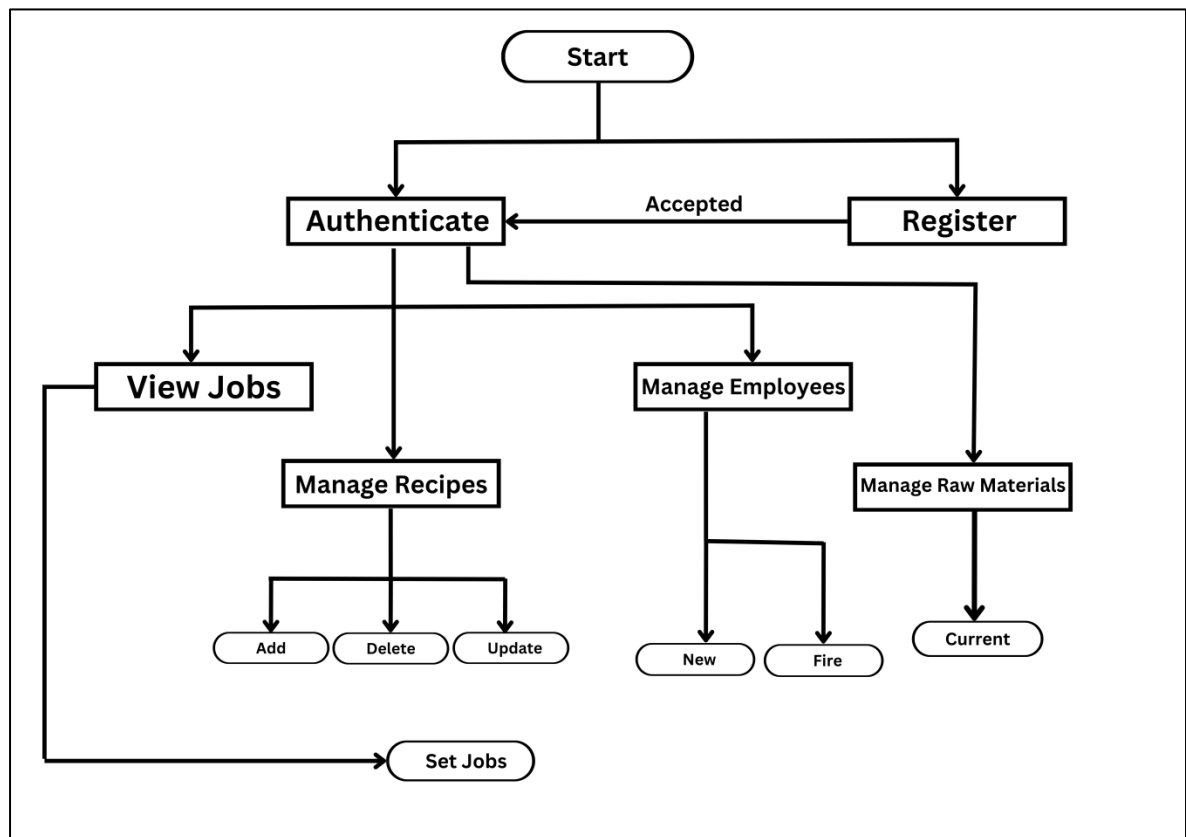 Start
Accepted
Authenticate
Register
View Jobs
Manage Employees
Manage Recipes
Manage Raw Materials
Add
Delete
Update
New
Fire
Current
Set Jobs